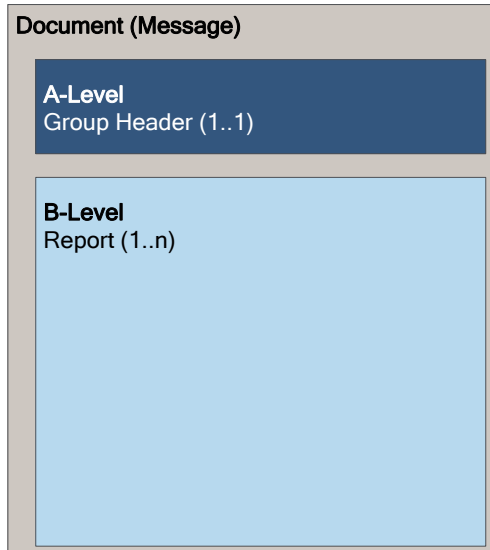 Document (Message)
A-Level
Group Header (1..1)
B-Level
Report (1..n)